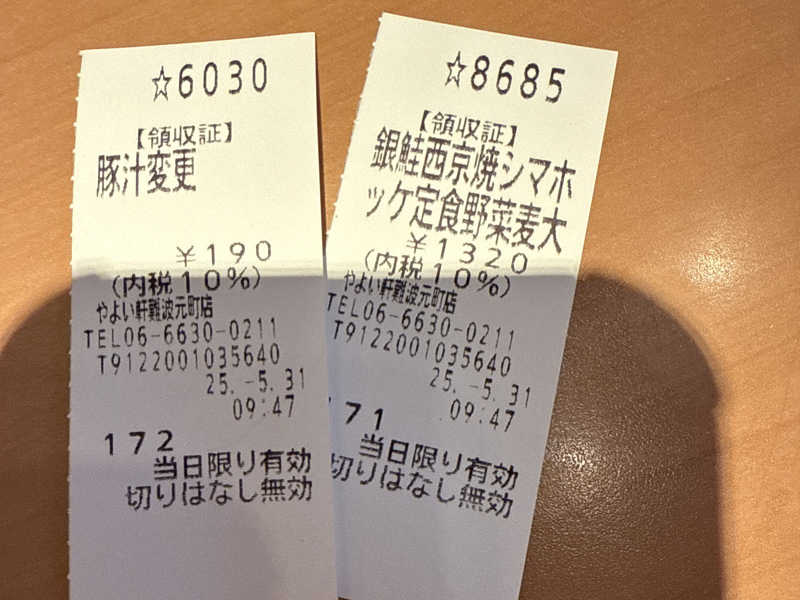 ☆6030
【領収証】
豚汁変更
¥190
(内税10%)
やよい軒難波元町店
TEL06-6630-0211
T9122001035640
25.-5.31
09:47
172
当日限り有効
切りはなし無効
☆8685
【領収証】
銀鮭西京焼シマホ
ッケ定食野菜麦大
¥1320
(内税10%)
やよい軒難波元町店
TEL06-6630-0211
T9122001035640
25.-5.31
09:47
71
当日限り有効
切りはなし無効